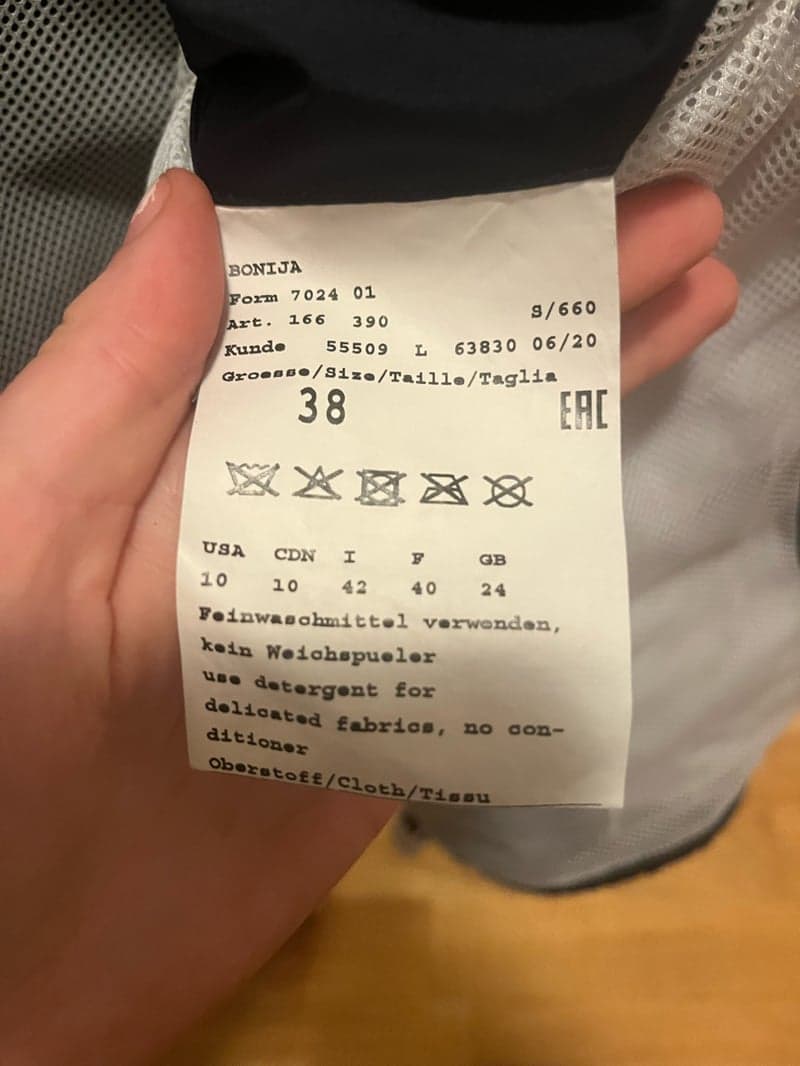 BONIJA
Form 7024 01
Art. 166 390 S/660
Kunde 55509 L 63830 06/20
Groesse/Size/Taille/Taglia
38 EAC
USA CDN I F GB
10 10 42 40 24
Feinwaschmittel verwenden,
kein Weichspueler
use detergent for
delicated fabrics, no con-
ditioner
Oberstoff/Cloth/Tissu